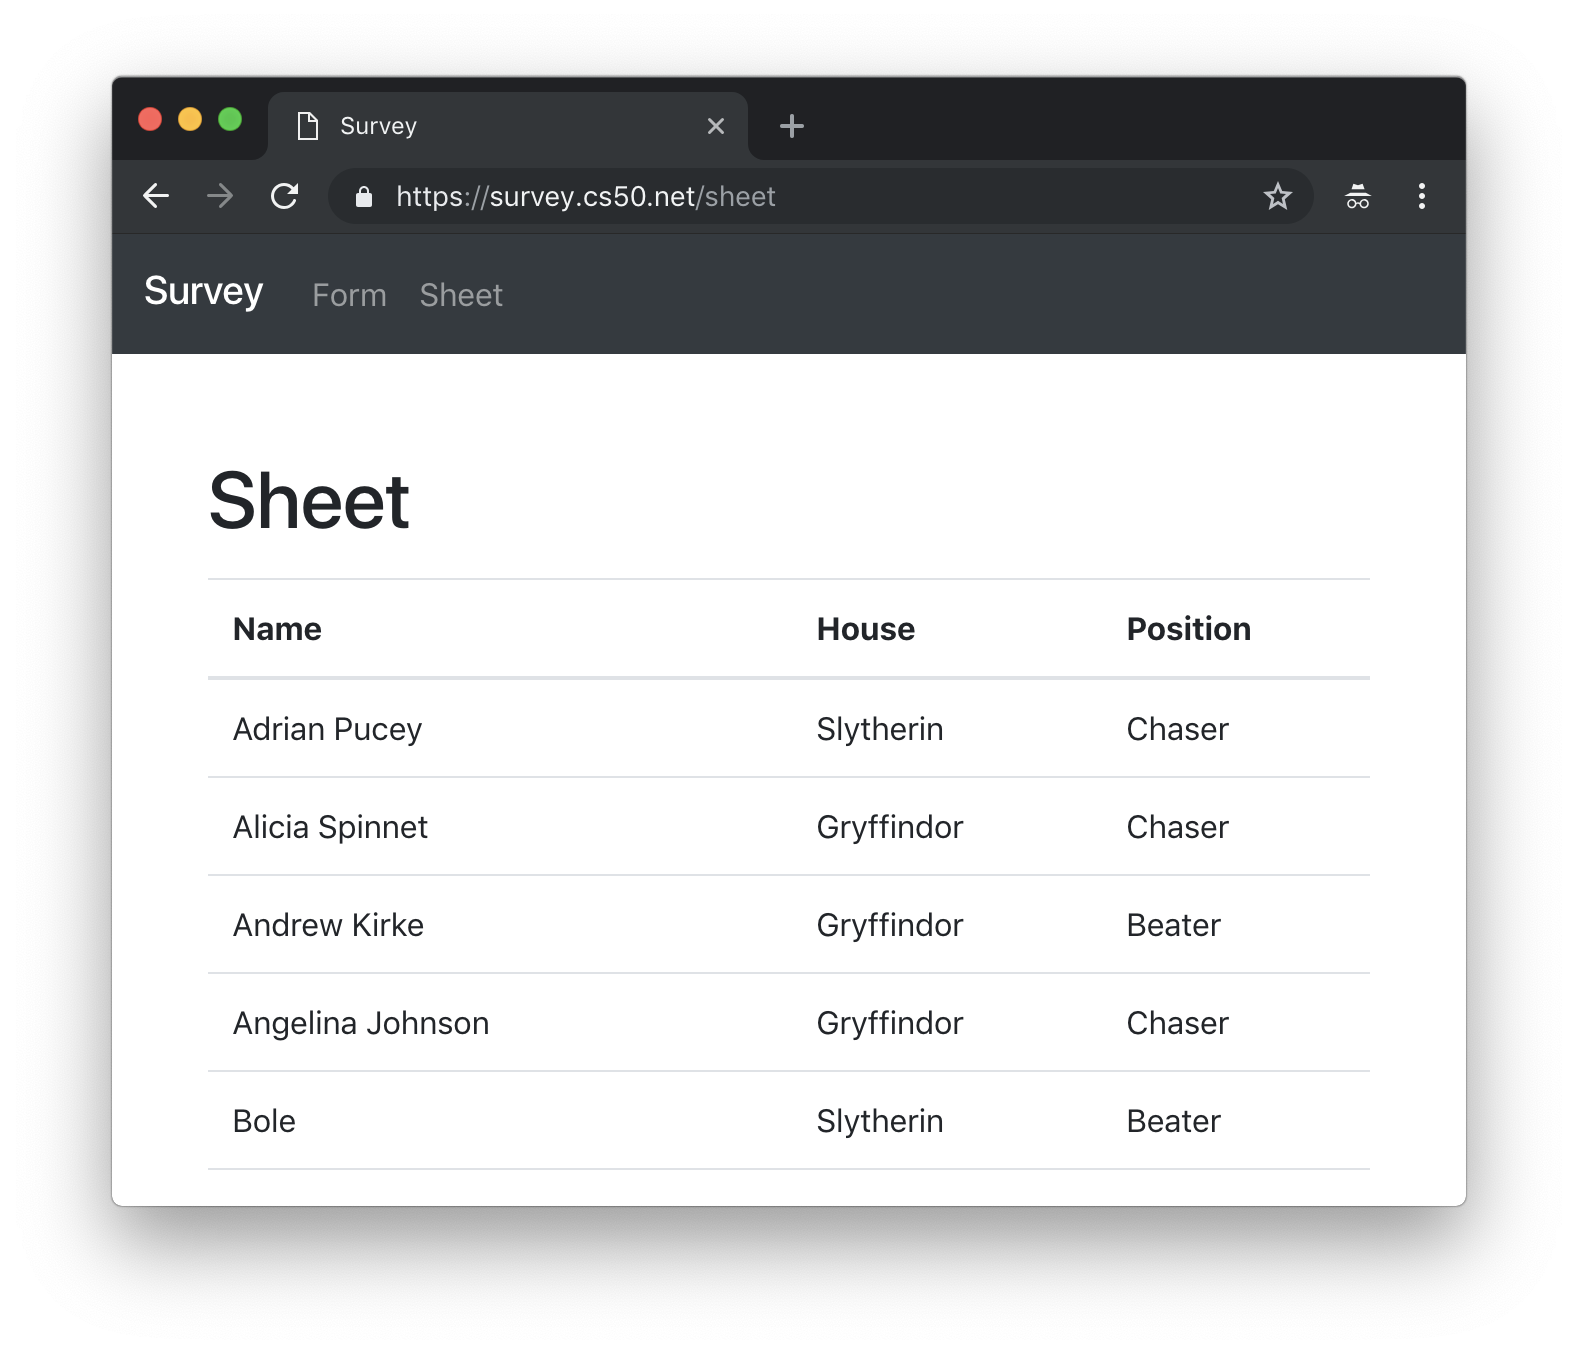 Survey
https://survey.cs50.net/sheet
Survey Form Sheet
Sheet
Name House Position
Adrian Pucey Slytherin Chaser
Alicia Spinnet Gryffindor Chaser
Andrew Kirke Gryffindor Beater
Angelina Johnson Gryffindor Chaser
Bole Slytherin Beater